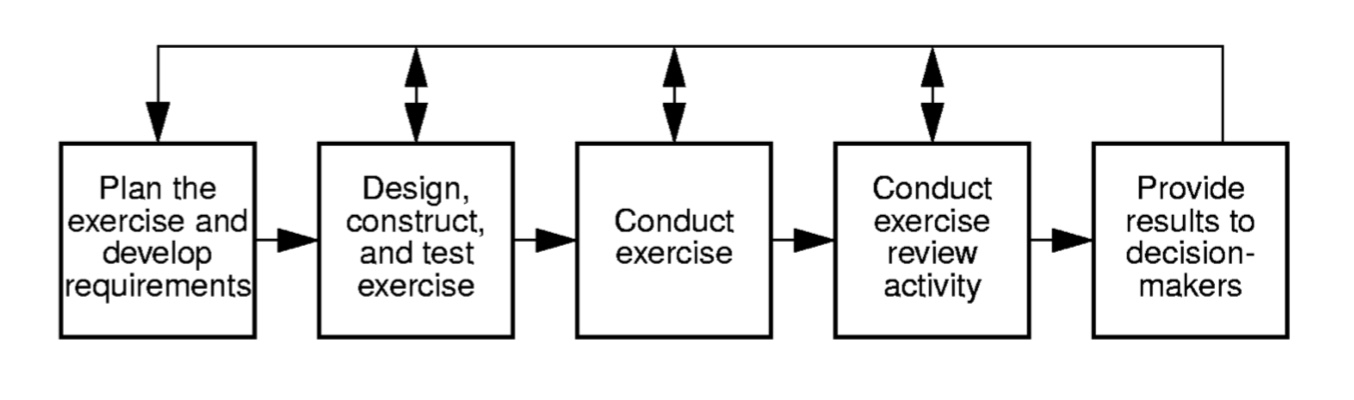 Plan the
exercise and
develop
requirements
Design,
construct,
and test
exercise
Conduct
exercise
Conduct
exercise
review
activity
Provide
results to
decision-
makers